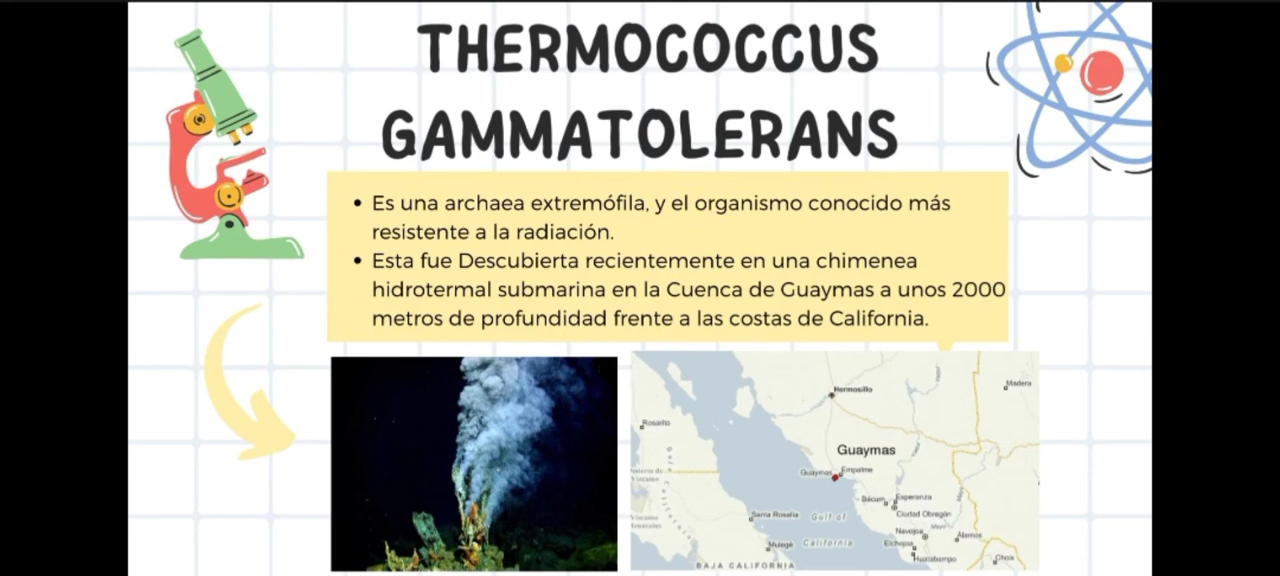 THERMOCOCCUS
GAMMATOLERANS
• Es una archaea extremófila, y el organismo conocido más
resistente a la radiación.
• Esta fue Descubierta recientemente en una chimenea
hidrotermal submarina en la Cuenca de Guaymas a unos 2000
metros de profundidad frente a las costas de California.
Hermosillo
Madera
Rosarito
Guaymas
Guaymas
Empalme
Bácum
Esperanza
Ciudad Obregón
Santa Rosalia
Gulf of
California
Navojoa
Mayo
Alamos
Etchojoa
Mulegé
Huatabampo
Choix
BAJA CALIFORNIA